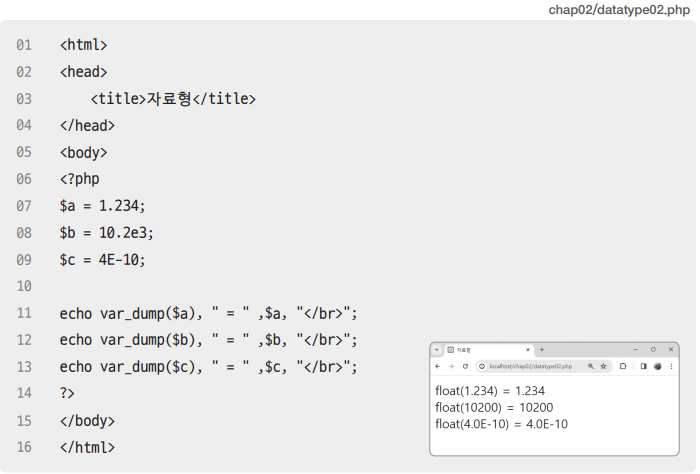 chap02/datatype02.php
01 <html>
02 <head>
03 <title>자료형</title>
04 </head>
05 <body>
06 <?php
07 $a = 1.234;
08 $b = 10.2e3;
09 $c = 4E-10;
10
11 echo var_dump($a), " = " ,$a, "</br>";
12 echo var_dump($b), " = " ,$b, "</br>";
13 echo var_dump($c), " = " ,$c, "</br>";
14 ?>
15 </body>
16 </html>
자료형
localhost/chap02/datatype02.php
float(1.234) = 1.234
float(10200) = 10200
float(4.0E-10) = 4.0E-10